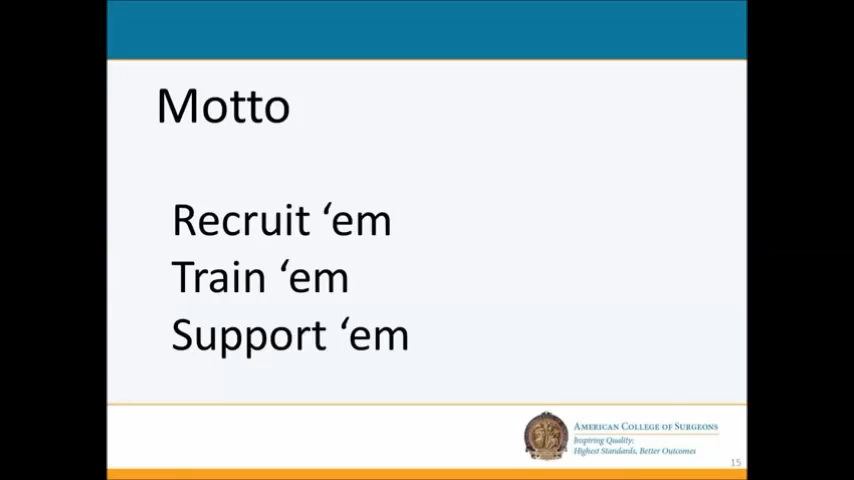 Motto
Recruit ‘em
Train ‘em
Support ‘em
AMERICAN COLLEGE OF SURGEONS
Inspiring Quality:
Highest Standards, Better Outcomes
15